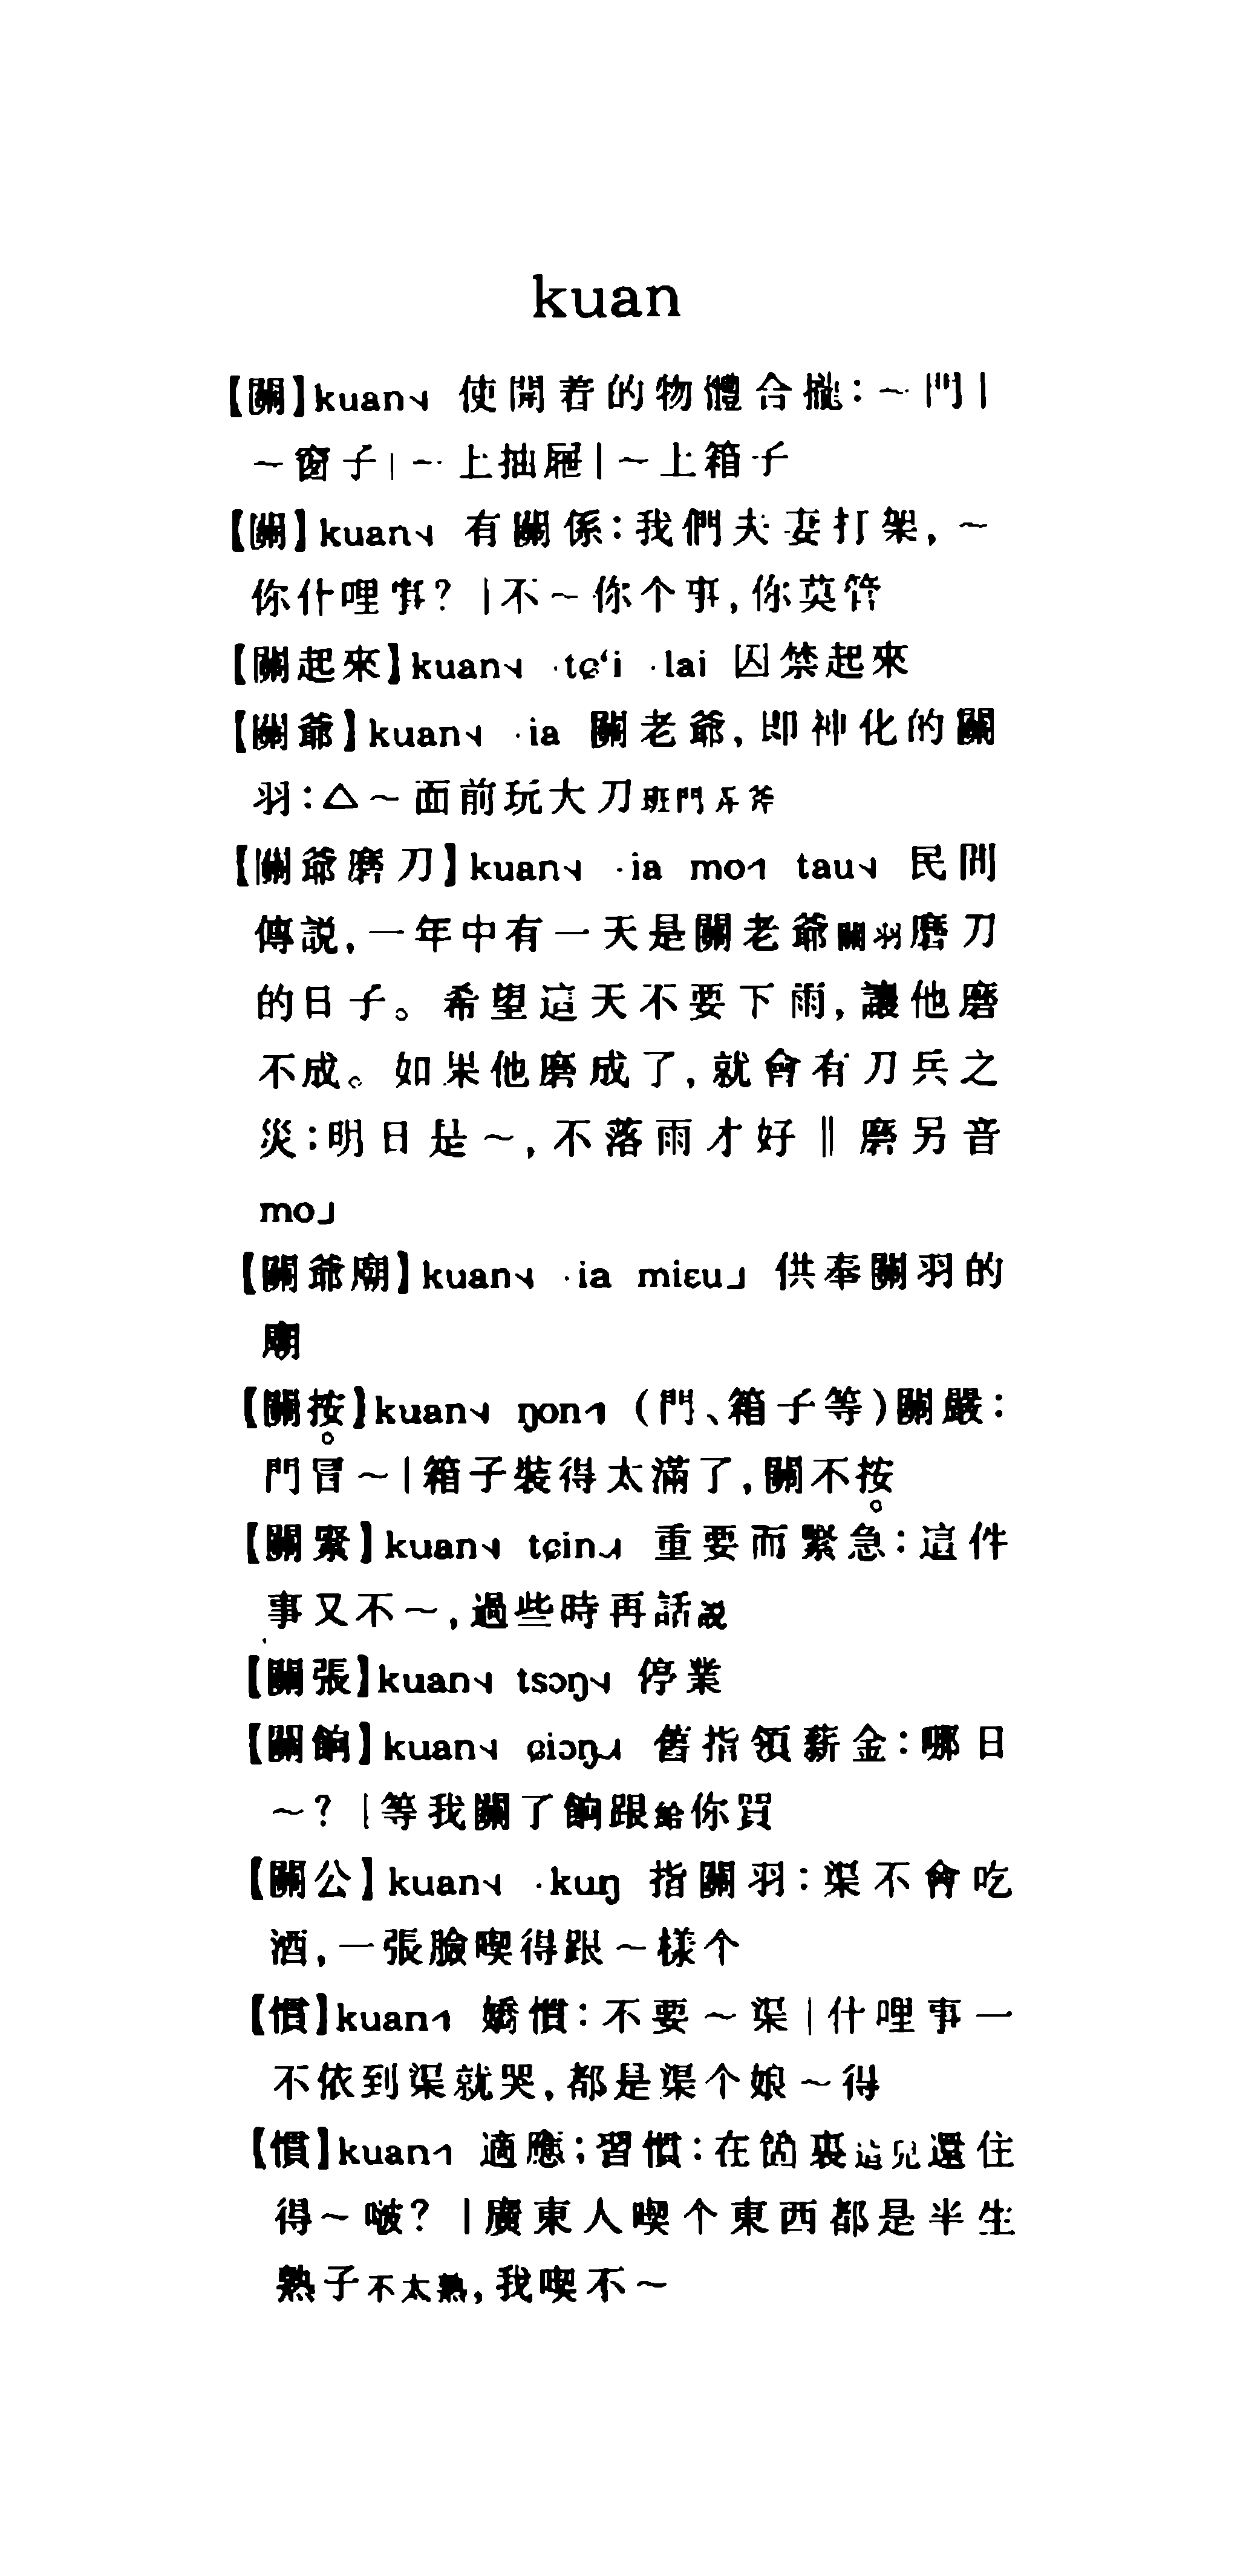 kuan
【關】kuan˧˩ 使開着的物體合攏：～門｜
～窗子｜～上抽屜｜～上箱子
【關】kuan˧˩ 有關係：我們夫妻打架，～
你什哩事？｜不～你个事，你莫管
【關起來】kuan˧˩ ·tɕ‘i ·lai 囚禁起來
【關爺】kuan˧˩ ·ia 關老爺，即神化的關
羽：△～面前玩大刀班門弄斧
【關爺磨刀】kuan˧˩ ·ia mo˦ tau˧˩ 民間
傳説，一年中有一天是關老爺關羽磨刀
的日子。希望這天不要下雨，讓他磨
不成。如果他磨成了，就會有刀兵之
災：明日是～，不落雨才好‖磨另音
mo˩
【關爺廟】kuan˧˩ ·ia miɛu˩ 供奉關羽的
廟
【關按】kuan˧˩ ŋon˦ （門、箱子等）關嚴：
門冒～｜箱子裝得太滿了，關不按
【關緊】kuan˧˩ tɕin˨˩˧ 重要而緊急：這件
事又不～，過些時再話説
【關張】kuan˧˩ tsɔŋ˧˩ 停業
【關餉】kuan˧˩ ɕiɔŋ˨˩˧ 舊指領薪金：哪日
～？｜等我關了餉跟給你買
【關公】kuan˧˩ ·kuŋ 指關羽：渠不會吃
酒，一張臉喫得跟～樣个
【慣】kuan˦ 嬌慣：不要～渠｜什哩事一
不依到渠就哭，都是渠个娘～得
【慣】kuan˦ 適應；習慣：在箇裏這兒還住
得～啵？｜廣東人喫个東西都是半生
熟子不太熟，我喫不～